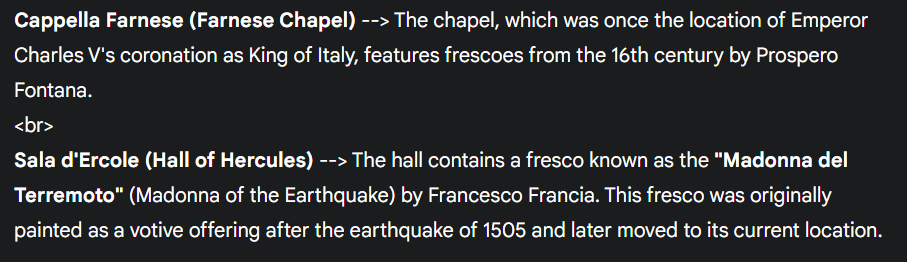 Cappella Farnese (Farnese Chapel) --> The chapel, which was once the location of Emperor
Charles V's coronation as King of Italy, features frescoes from the 16th century by Prospero
Fontana.
<br>
Sala d'Ercole (Hall of Hercules) --> The hall contains a fresco known as the "Madonna del
Terremoto" (Madonna of the Earthquake) by Francesco Francia. This fresco was originally
painted as a votive offering after the earthquake of 1505 and later moved to its current location.